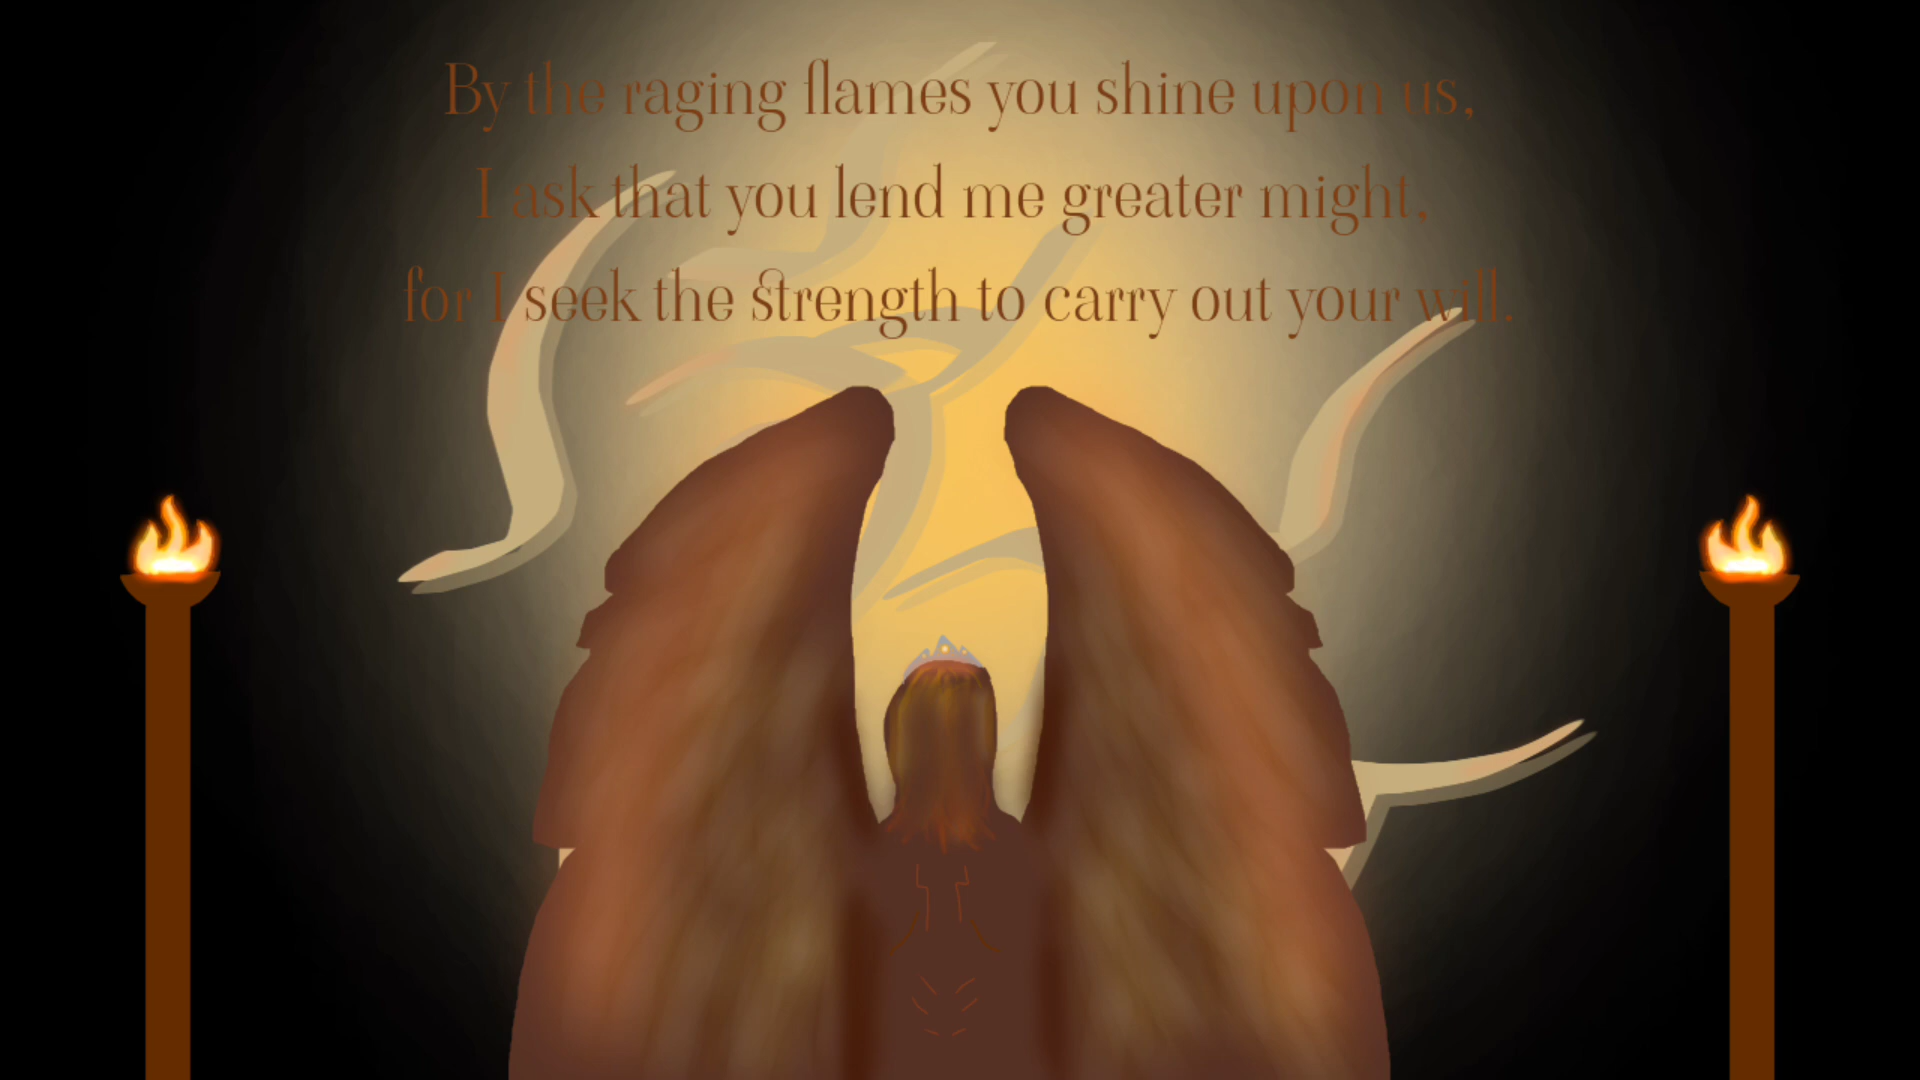 By the raging flames you shine upon us,
I ask that you lend me greater might,
for I seek the strength to carry out your will.